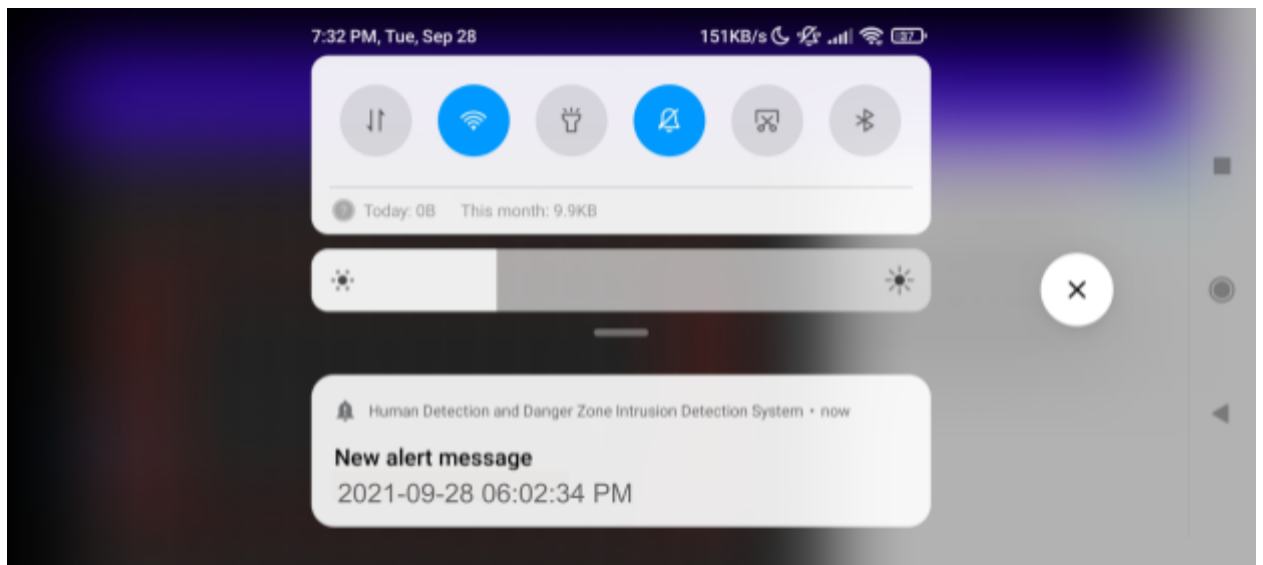 7:32 PM, Tue, Sep 28 151KB/s 37
Today: 0B This month: 9.9KB
Human Detection and Danger Zone Intrusion Detection System • now
New alert message
2021-09-28 06:02:34 PM